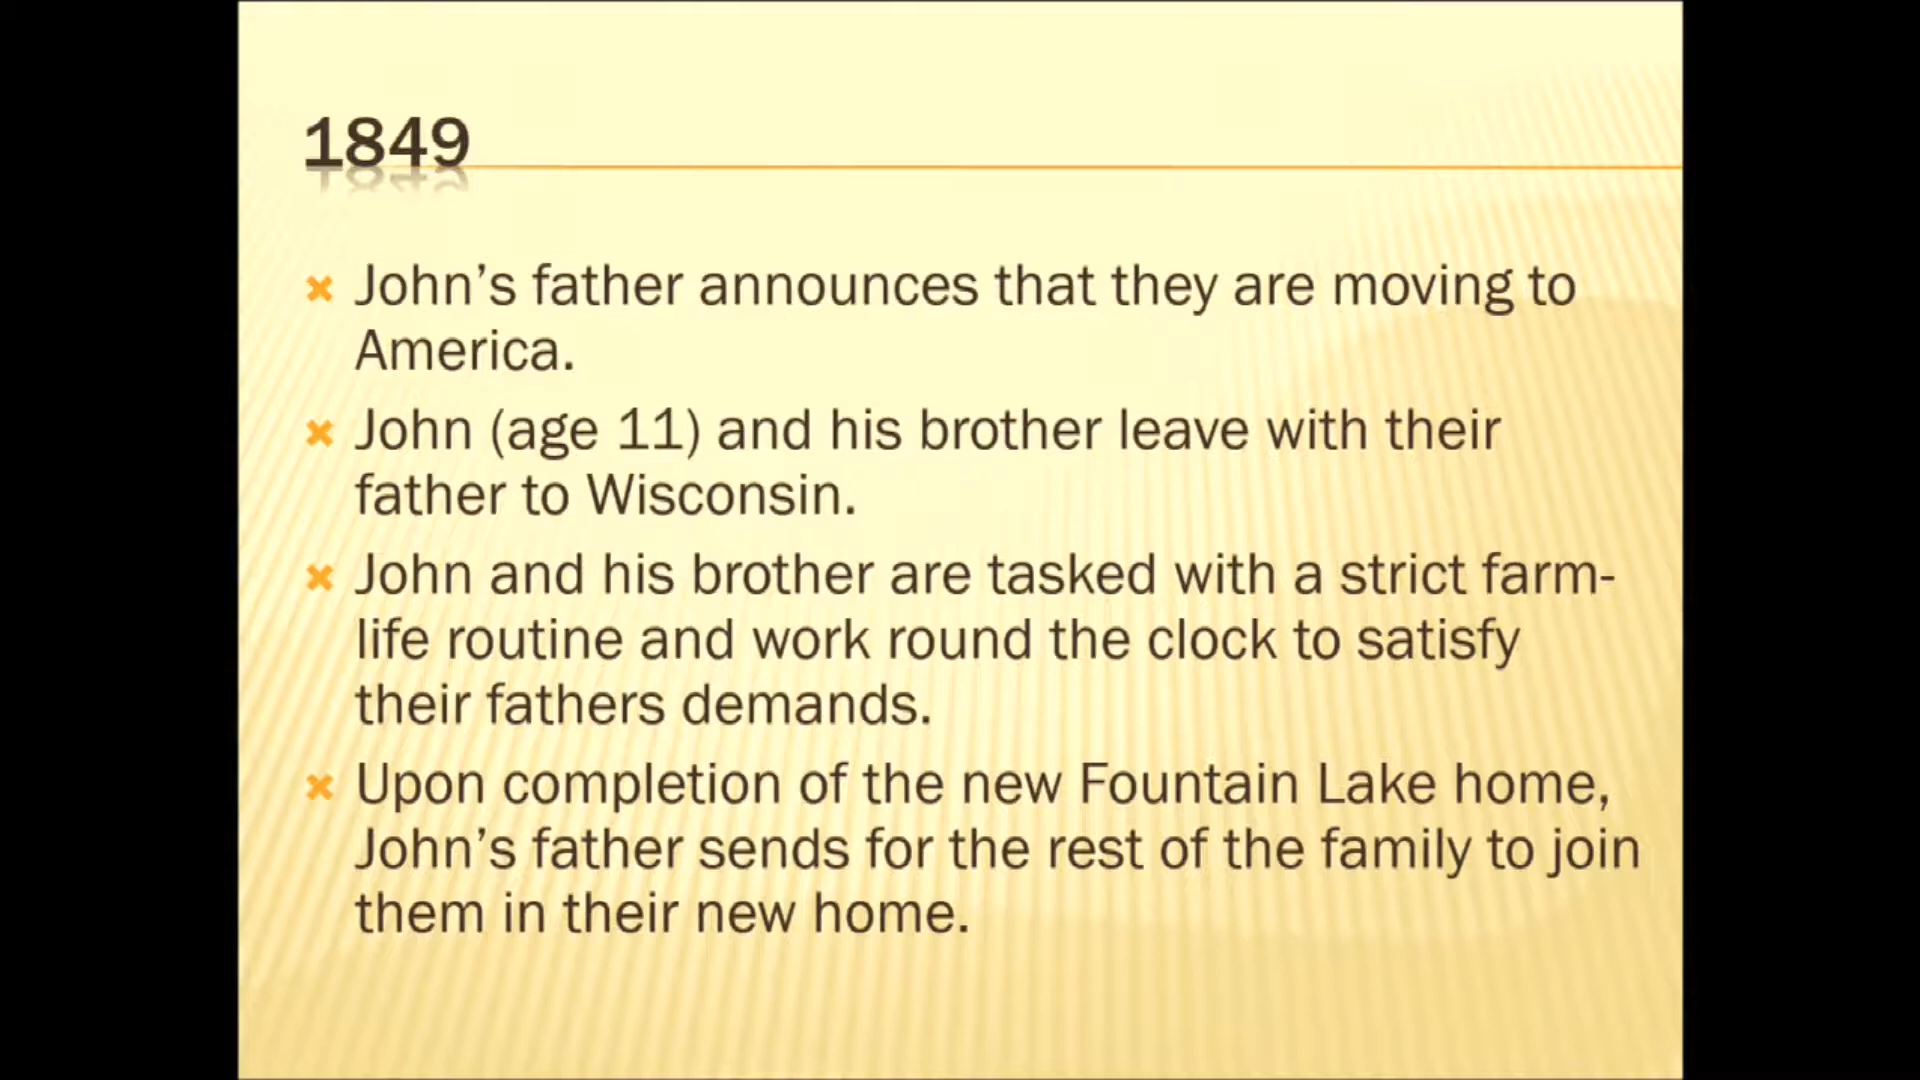 1849
John’s father announces that they are moving to
America.
John (age 11) and his brother leave with their
father to Wisconsin.
John and his brother are tasked with a strict farm-
life routine and work round the clock to satisfy
their fathers demands.
Upon completion of the new Fountain Lake home,
John’s father sends for the rest of the family to join
them in their new home.